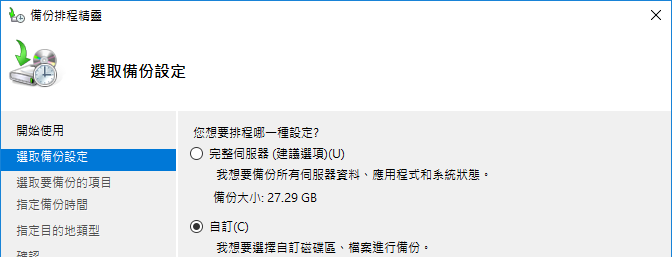 備份排程精靈
選取備份設定
開始使用
選取備份設定
選取要備份的項目
指定備份時間
指定目的地類型
確認
您想要排程哪一種設定?
完整伺服器 (建議選項)(U)
我想要備份所有伺服器資料、應用程式和系統狀態。
備份大小: 27.29 GB
自訂(C)
我想要選擇自訂磁碟區、檔案進行備份。